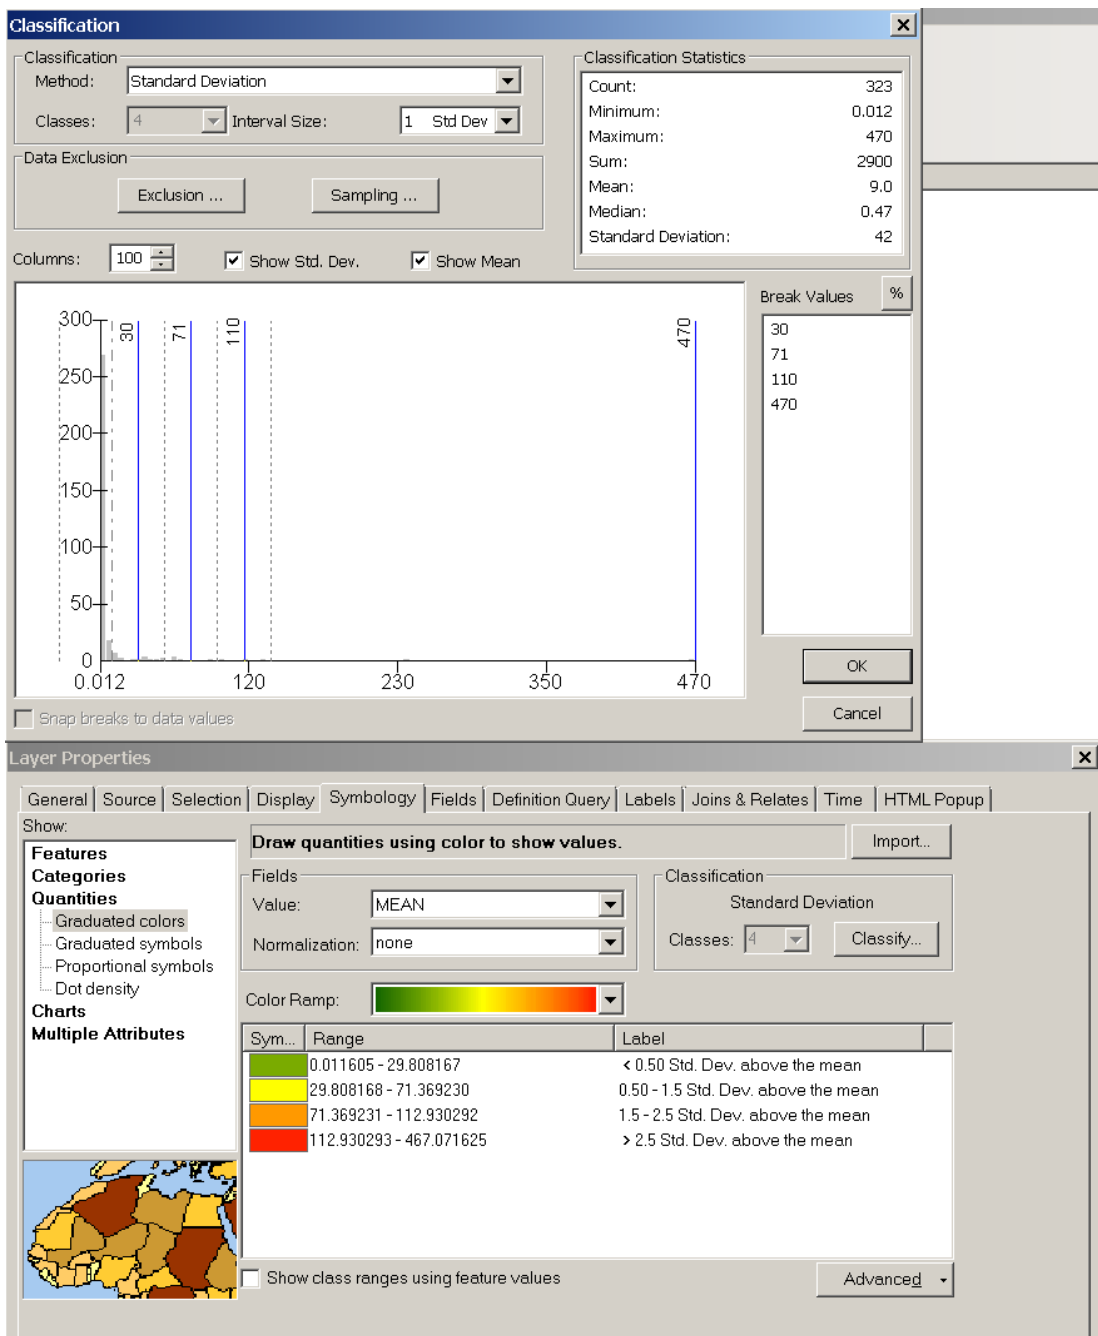 Classification
Classification
Method: Standard Deviation
Classes: 4 Interval Size: 1 Std Dev
Data Exclusion
Exclusion ... Sampling ...
Classification Statistics
Count: 323
Minimum: 0.012
Maximum: 470
Sum: 2900
Mean: 9.0
Median: 0.47
Standard Deviation: 42
Columns: 100 Show Std. Dev. Show Mean
Break Values %
30
71
110
470
300
250
200
150
100
50
0
30 71 110 470
0.012 120 230 350 470
OK
Cancel
Snap breaks to data values
Layer Properties
General Source Selection Display Symbology Fields Definition Query Labels Joins & Relates Time HTML Popup
Show:
Features
Categories
Quantities
Graduated colors
Graduated symbols
Proportional symbols
Dot density
Charts
Multiple Attributes
Draw quantities using color to show values. Import...
Fields
Value: MEAN
Normalization: none
Classification
Standard Deviation
Classes: 4 Classify...
Color Ramp:
Sym... Range Label
0.011605 - 29.808167 < 0.50 Std. Dev. above the mean
29.808168 - 71.369230 0.50 - 1.5 Std. Dev. above the mean
71.369231 - 112.930292 1.5 - 2.5 Std. Dev. above the mean
112.930293 - 467.071625 > 2.5 Std. Dev. above the mean
Show class ranges using feature values Advanced